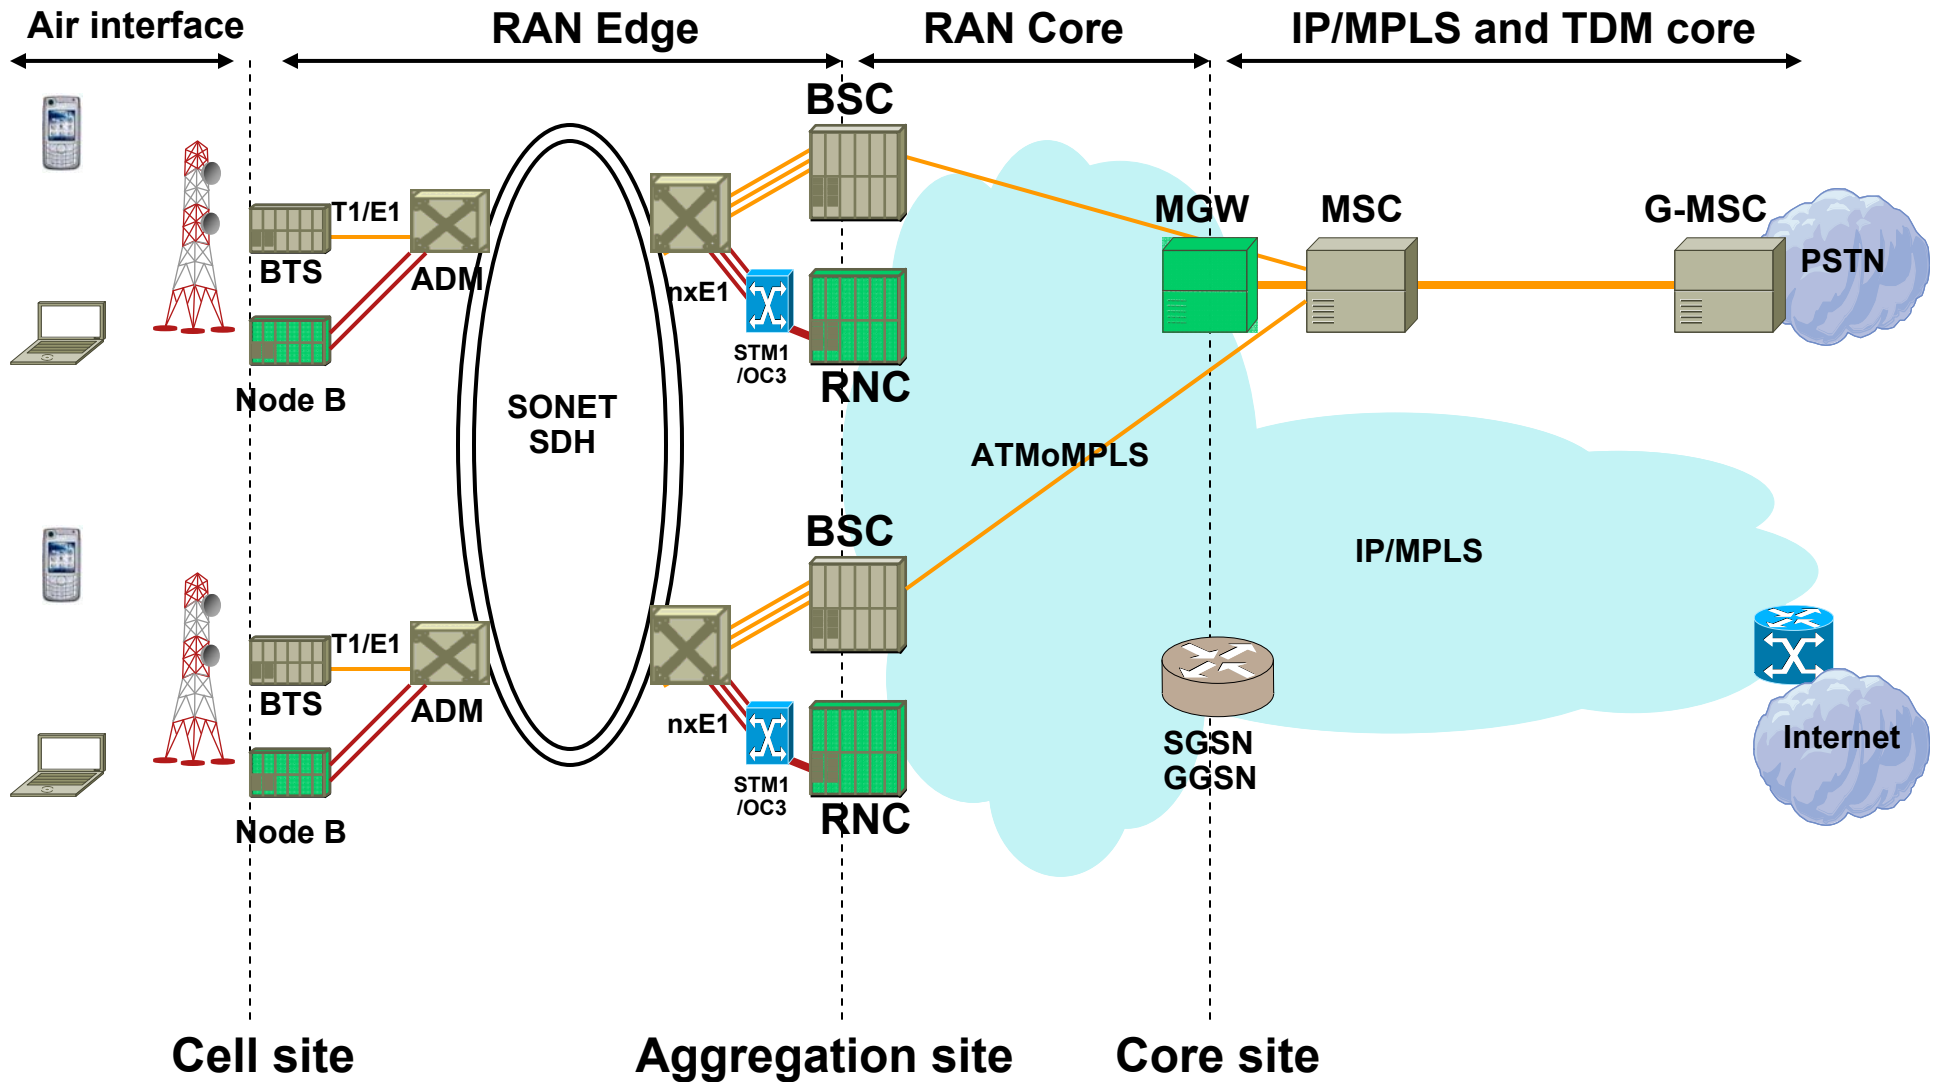 Air interface
RAN Edge
RAN Core
IP/MPLS and TDM core
BSC
T1/E1
BTS
ADM
Node B
SONET
SDH
nxE1
STM1
/OC3
RNC
MGW
MSC
G-MSC
PSTN
ATMoMPLS
IP/MPLS
BSC
T1/E1
BTS
ADM
Node B
nxE1
STM1
/OC3
RNC
SGSN
GGSN
Internet
Cell site
Aggregation site
Core site